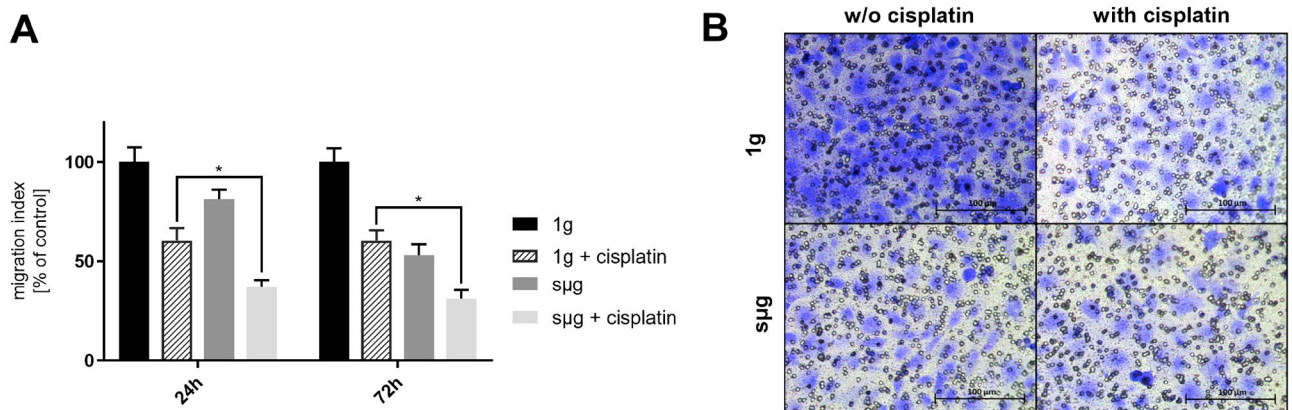 A
migration index
[% of control]
100
50
0
*
*
24h
72h
1g
1g + cisplatin
sµg
sµg + cisplatin
B
w/o cisplatin
with cisplatin
1g
sµg
100 µm
100 µm
100 µm
100 µm